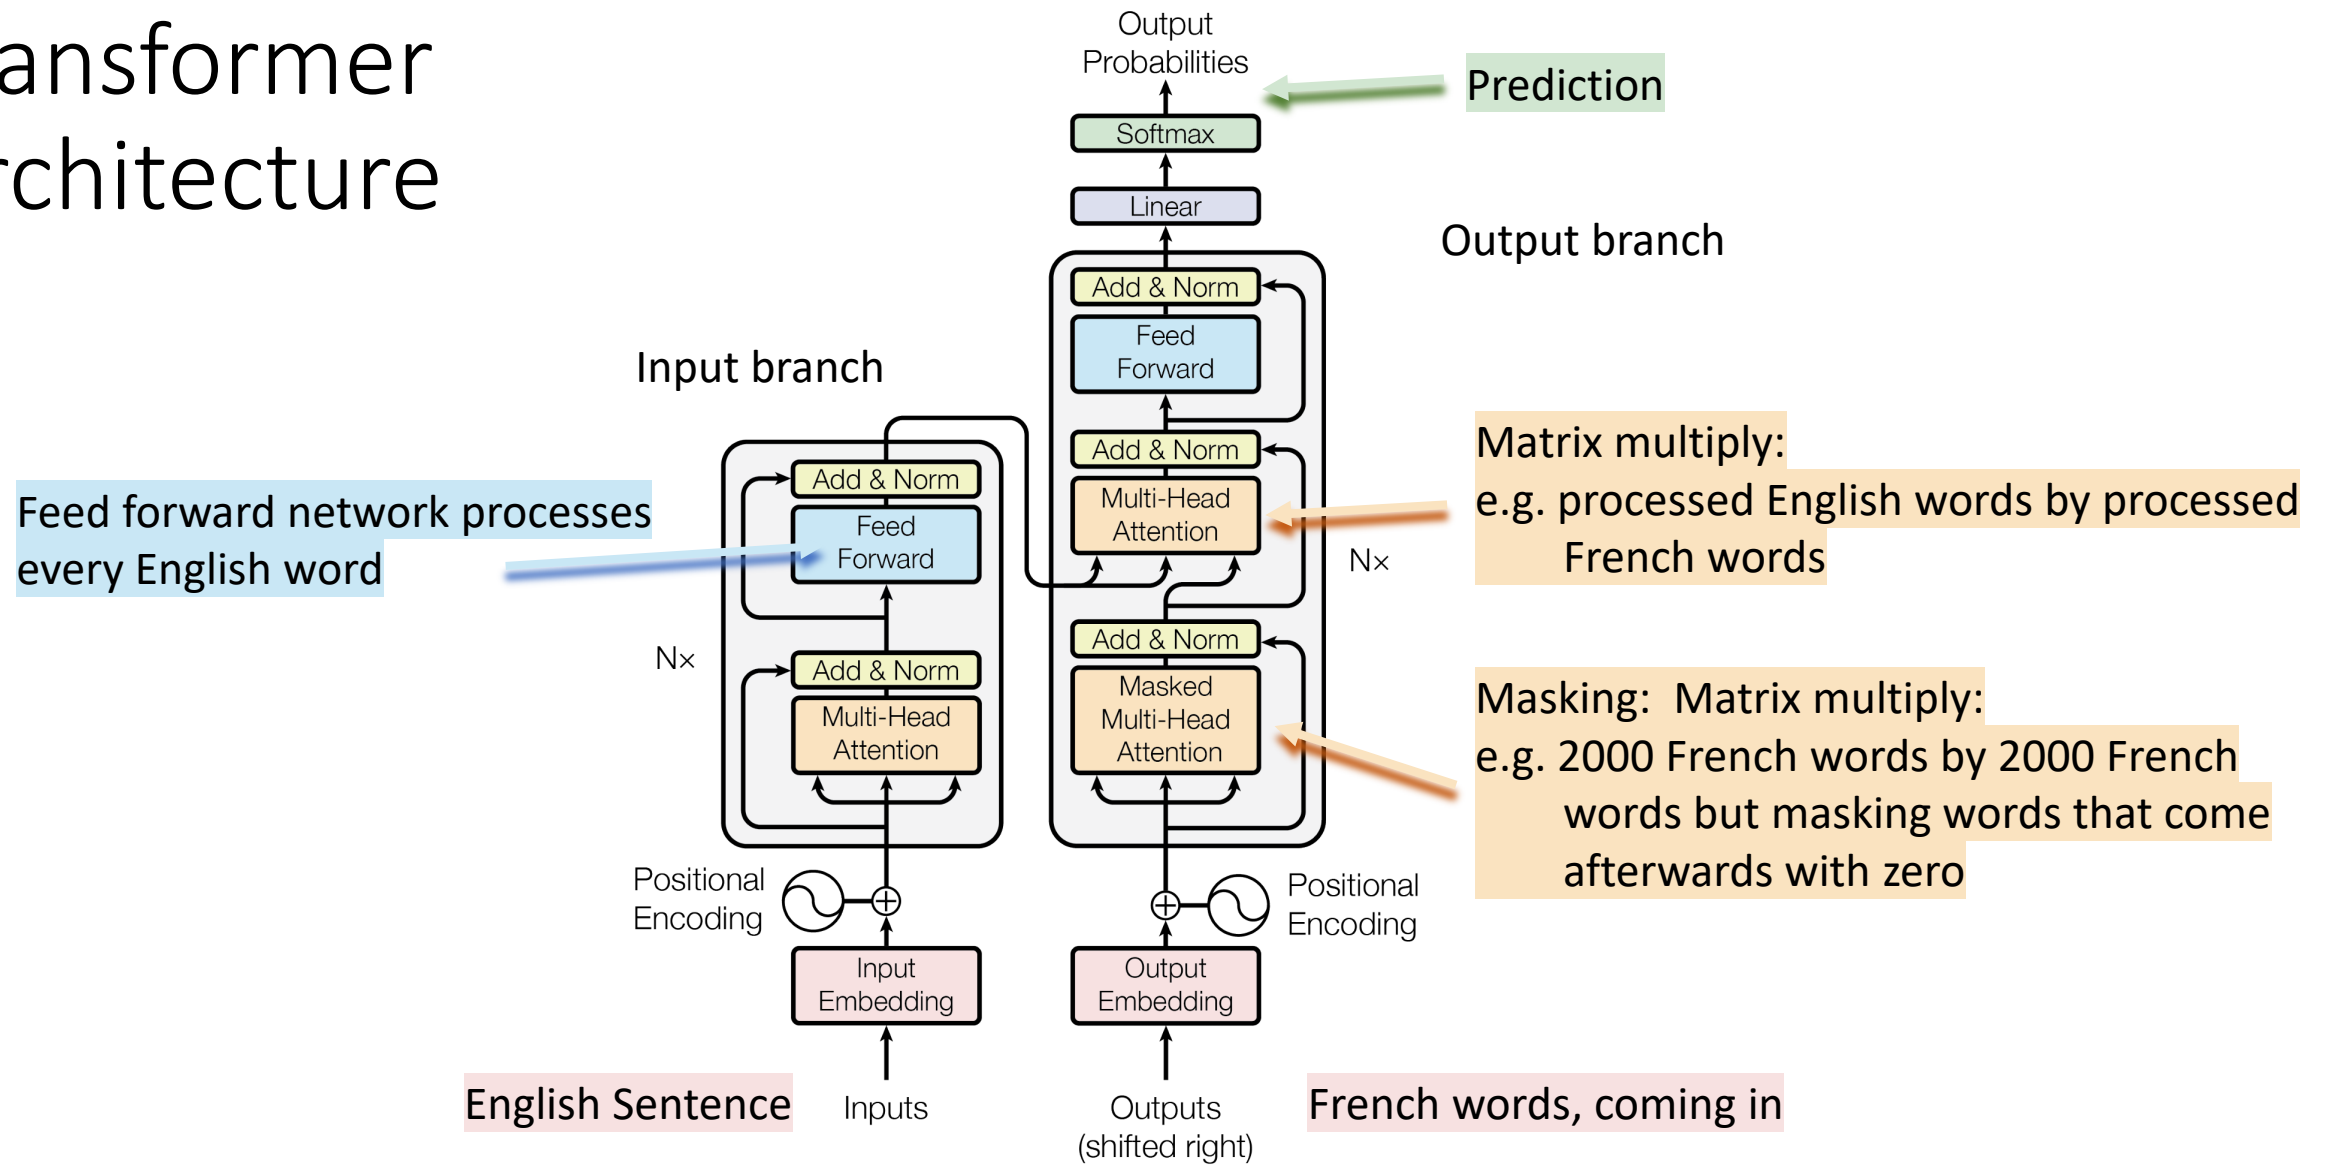 ansformer
rchitecture
Output
Probabilities
Prediction
Softmax
Linear
Output branch
Add & Norm
Feed
Forward
Input branch
Add & Norm
Multi-Head
Attention
Matrix multiply:
e.g. processed English words by processed
French words
N×
Add & Norm
Feed
Forward
Feed forward network processes
every English word
N×
Add & Norm
Multi-Head
Attention
Add & Norm
Masked
Multi-Head
Attention
Masking: Matrix multiply:
e.g. 2000 French words by 2000 French
words but masking words that come
afterwards with zero
Positional
Encoding
Positional
Encoding
Input
Embedding
Output
Embedding
English Sentence
Inputs
Outputs
(shifted right)
French words, coming in